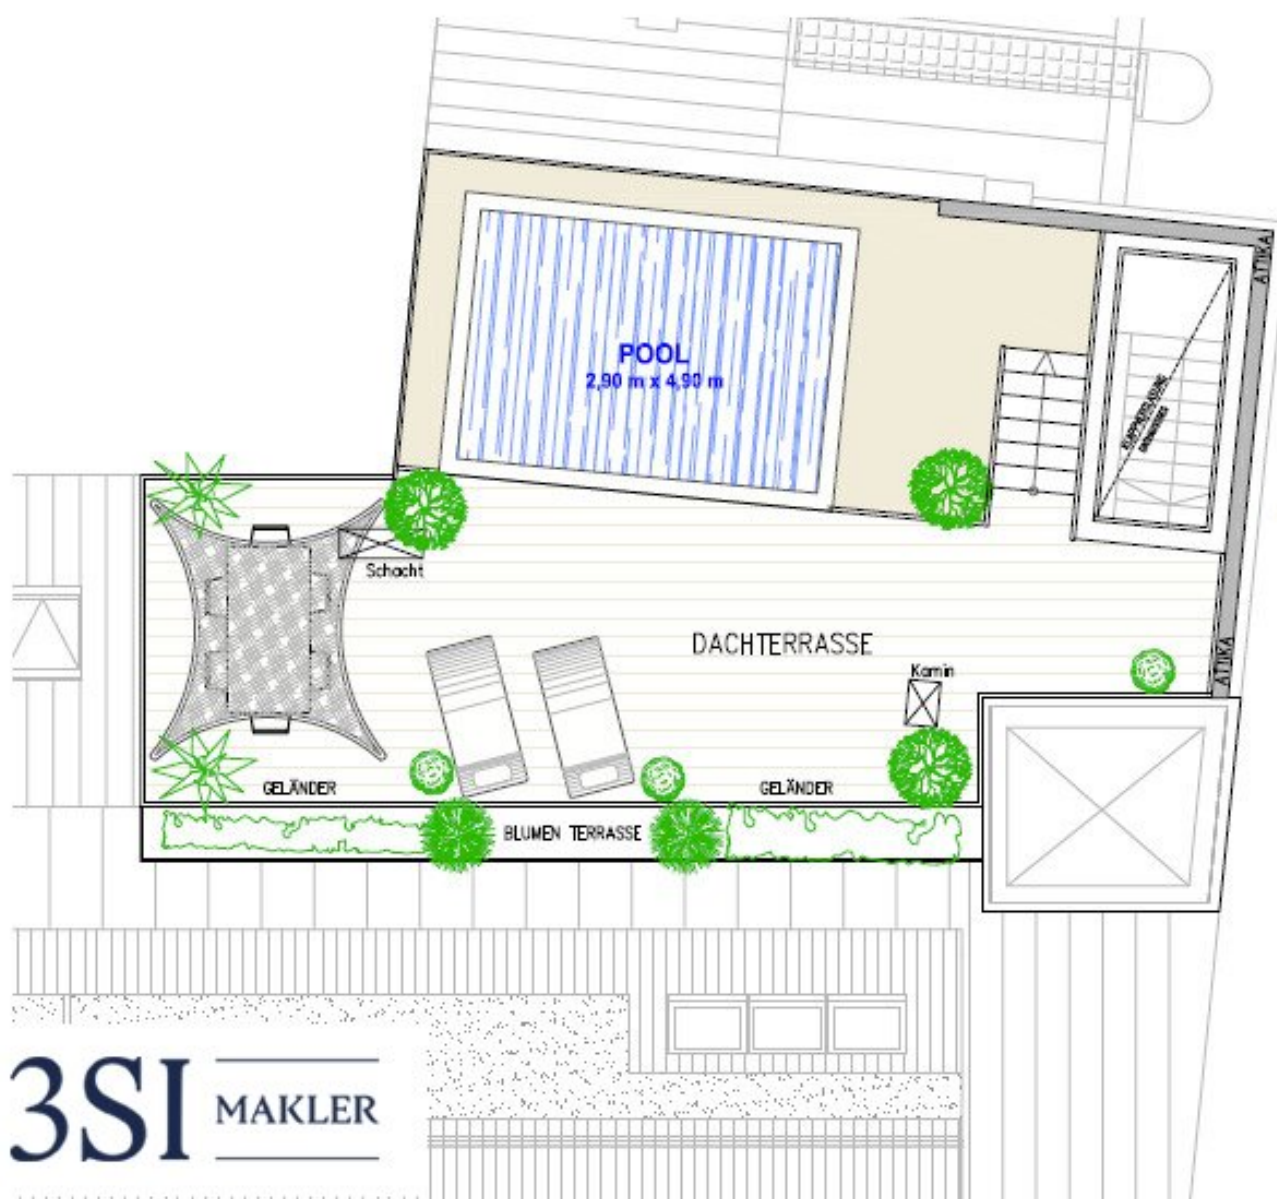 ATTIKA
POOL
2,90 m x 4,90 m
Schacht
DACHTERRASSE
Kamin
ATTIKA
GELÄNDER
GELÄNDER
BLUMEN TERRASSE
3SI MAKLER